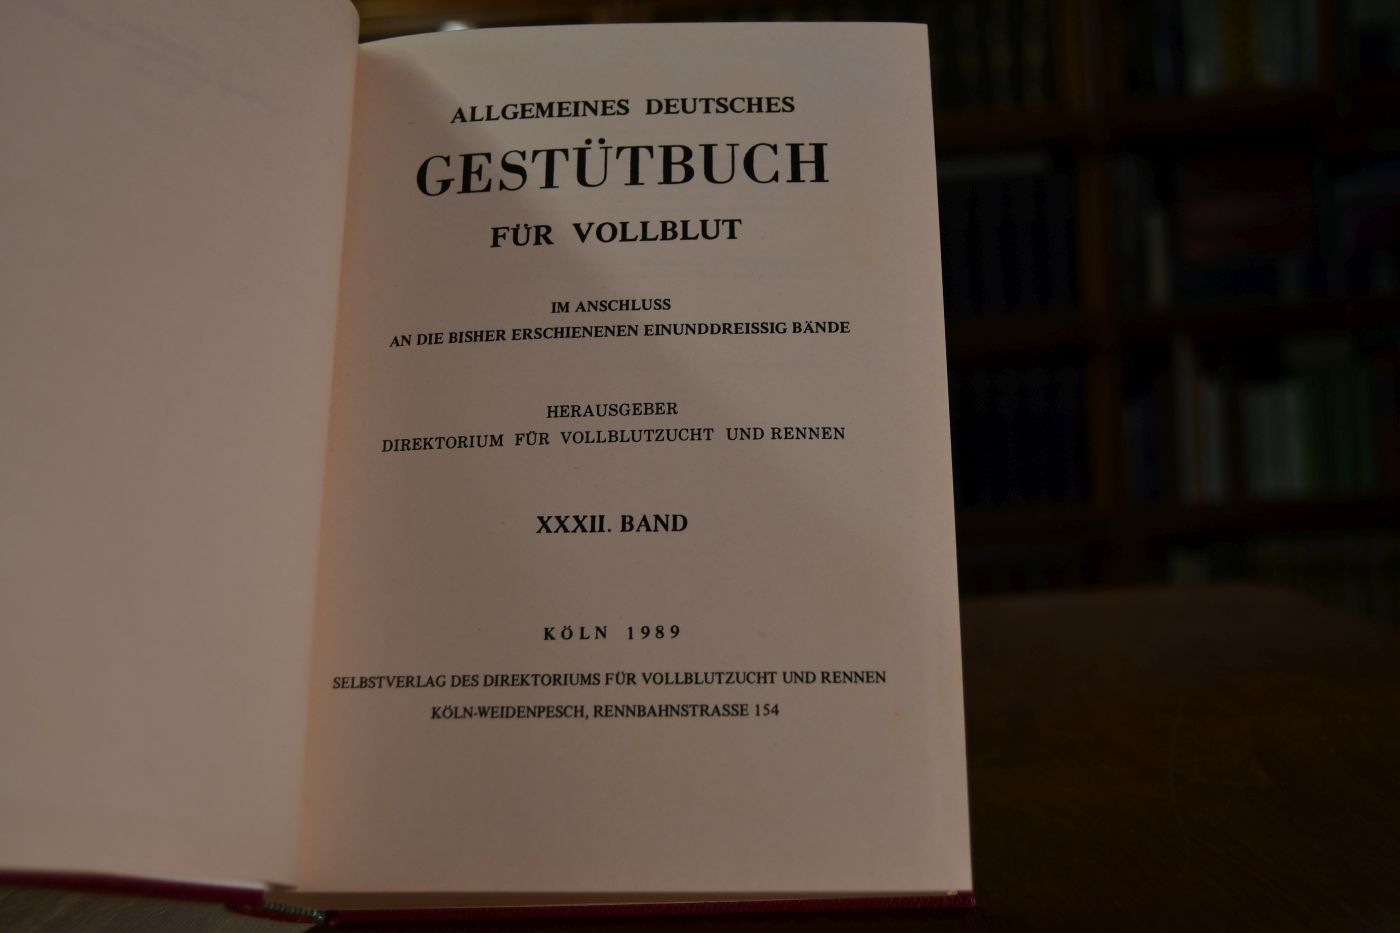 ALLGEMEINES DEUTSCHES
GESTÜTBUCH
FÜR VOLLBLUT
IM ANSCHLUSS
AN DIE BISHER ERSCHIENENEN EINUNDDREISSIG BÄNDE
HERAUSGEBER
DIREKTORIUM FÜR VOLLBLUTZUCHT UND RENNEN
XXXII. BAND
KÖLN 1989
SELBSTVERLAG DES DIREKTORIUMS FÜR VOLLBLUTZUCHT UND RENNEN
KÖLN-WEIDENPESCH, RENNBAHNSTRASSE 154